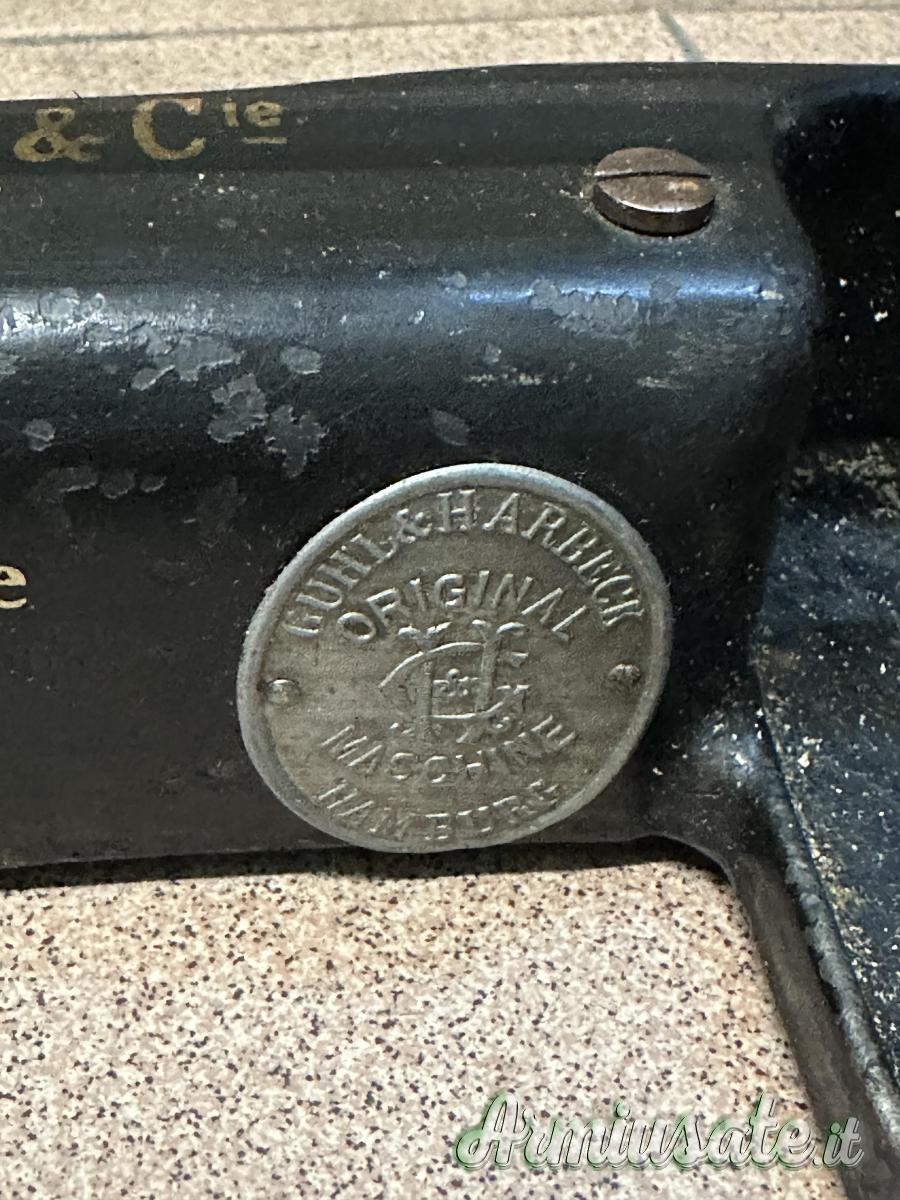 & Cie
e
GUHL & HARBECK
ORIGINAL
MASCHINE
HAMBURG
Armiusate.it